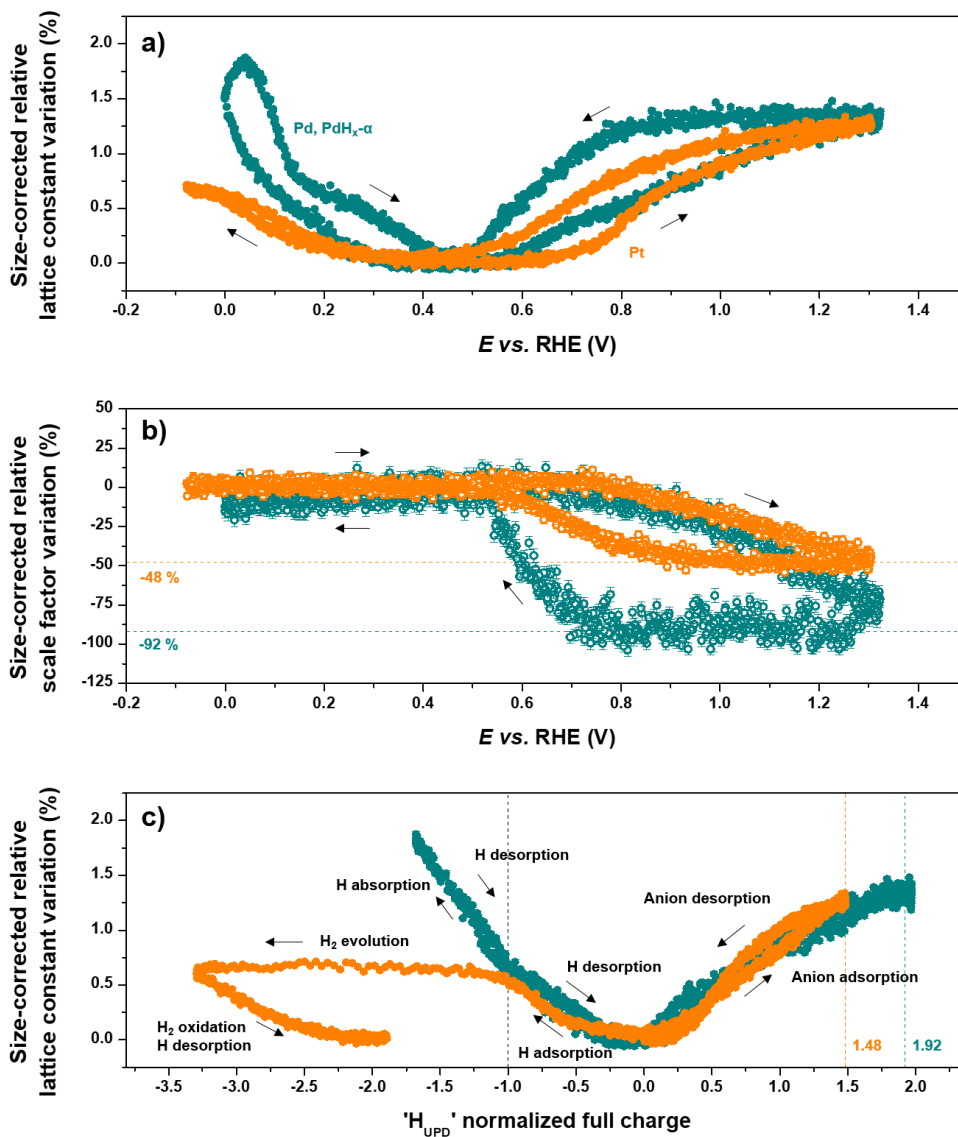 a)
Size-corrected relative
lattice constant variation (%)
2.0
1.5
1.0
0.5
0.0
Pd, PdHₓ-α
Pt
-0.2 0.0 0.2 0.4 0.6 0.8 1.0 1.2 1.4
E vs. RHE (V)
b)
Size-corrected relative
scale factor variation (%)
50
25
0
-25
-50
-75
-100
-125
-48 %
-92 %
-0.2 0.0 0.2 0.4 0.6 0.8 1.0 1.2 1.4
E vs. RHE (V)
c)
Size-corrected relative
lattice constant variation (%)
2.0
1.5
1.0
0.5
0.0
H desorption
H absorption
Anion desorption
H₂ evolution
H desorption
Anion adsorption
H₂ oxidation
H desorption
H adsorption
1.48
1.92
-3.5 -3.0 -2.5 -2.0 -1.5 -1.0 -0.5 0.0 0.5 1.0 1.5 2.0
'H_UPD' normalized full charge